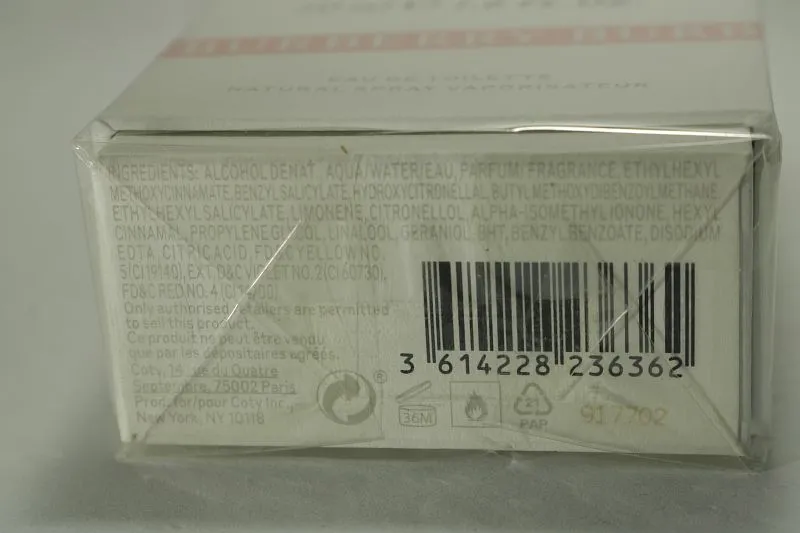 EAU DE TOILETTE
NATURAL SPRAY VAPORISATEUR
INGREDIENTS: ALCOHOL DENAT., AQUA/WATER/EAU, PARFUM/FRAGRANCE, ETHYLHEXYL
METHOXYCINNAMATE, BENZYL SALICYLATE, HYDROXYCITRONELLAL, BUTYL METHOXYDIBENZOYLMETHANE,
ETHYLHEXYL SALICYLATE, LIMONENE, CITRONELLOL, ALPHA-ISOMETHYL IONONE, HEXYL
CINNAMAL, PROPYLENE GLYCOL, LINALOOL, GERANIOL, BHT, BENZYL BENZOATE, DISODIUM
EDTA, CITRIC ACID, FD&C YELLOW NO.
5 (CI 19140), EXT. D&C VIOLET NO. 2 (CI 60730),
FD&C RED NO. 4 (CI 14700)
Only authorised retailers are permitted
to sell this product.
Ce produit ne peut être vendu
que par les dépositaires agréés.
Coty, 14, rue du Quatre
Septembre, 75002 Paris
Prod. for/pour Coty Inc.,
New York, NY 10118
®
36M
21
PAP
3 614228 236362
917702